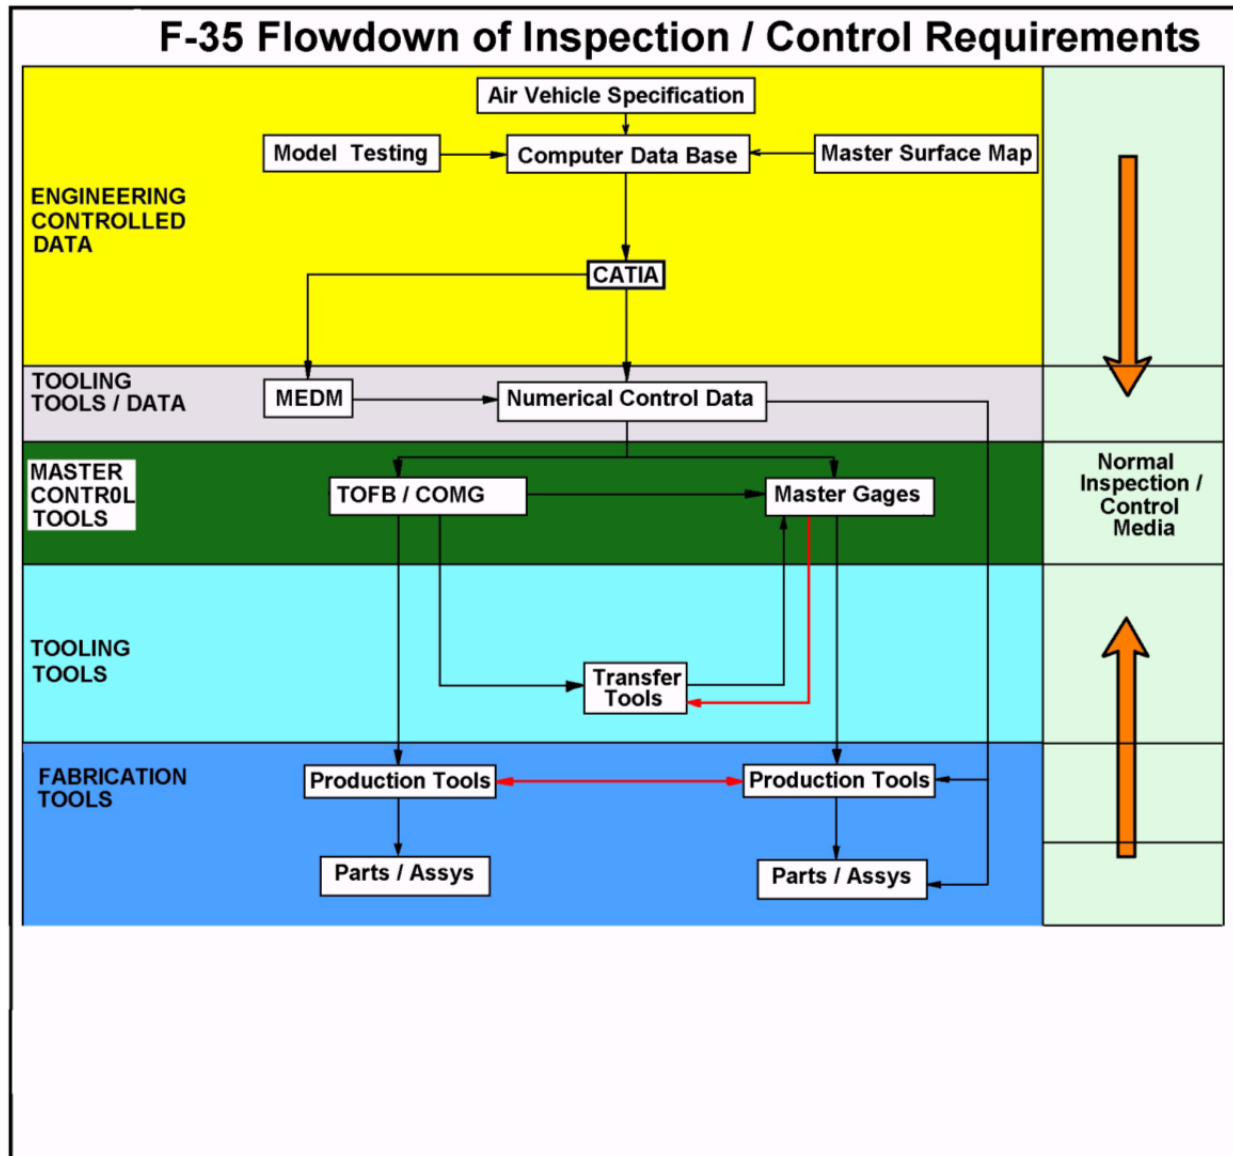 F-35 Flowdown of Inspection / Control Requirements
Air Vehicle Specification
Model Testing
Computer Data Base
Master Surface Map
ENGINEERING
CONTROLLED
DATA
CATIA
TOOLING
TOOLS / DATA
MEDM
Numerical Control Data
MASTER
CONTR0L
TOOLS
TOFB / COMG
Master Gages
Normal
Inspection /
Control
Media
TOOLING
TOOLS
Transfer
Tools
FABRICATION
TOOLS
Production Tools
Production Tools
Parts / Assys
Parts / Assys